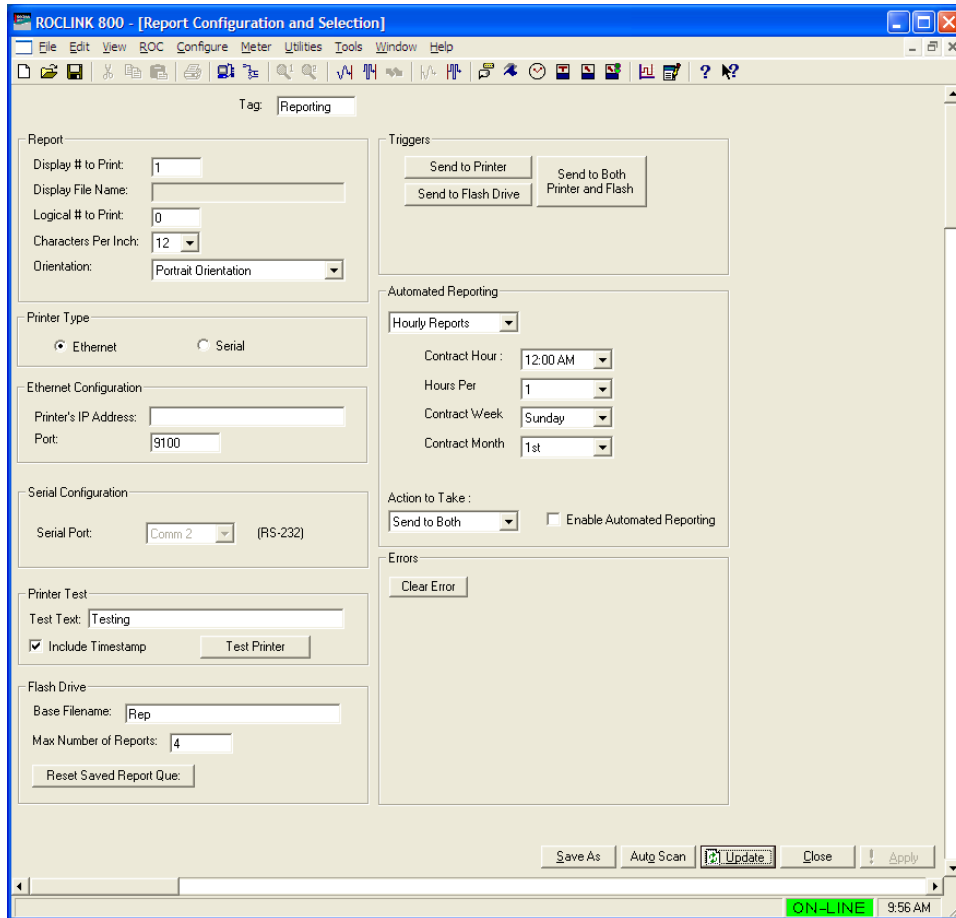 ROCLINK 800 - [Report Configuration and Selection]
File Edit View ROC Configure Meter Utilities Tools Window Help
Tag: Reporting
Report
Display # to Print: 1
Display File Name:
Logical # to Print: 0
Characters Per Inch: 12
Orientation: Portrait Orientation
Printer Type
Ethernet Serial
Ethernet Configuration
Printer's IP Address:
Port: 9100
Serial Configuration
Serial Port: Comm 2 (RS-232)
Printer Test
Test Text: Testing
Include Timestamp Test Printer
Flash Drive
Base Filename: Rep
Max Number of Reports: 4
Reset Saved Report Que:
Triggers
Send to Printer
Send to Flash Drive
Send to Both
Printer and Flash
Automated Reporting
Hourly Reports
Contract Hour : 12:00 AM
Hours Per 1
Contract Week Sunday
Contract Month 1st
Action to Take :
Send to Both Enable Automated Reporting
Errors
Clear Error
Save As Auto Scan Update Close ! Apply
ON-LINE 9:56 AM